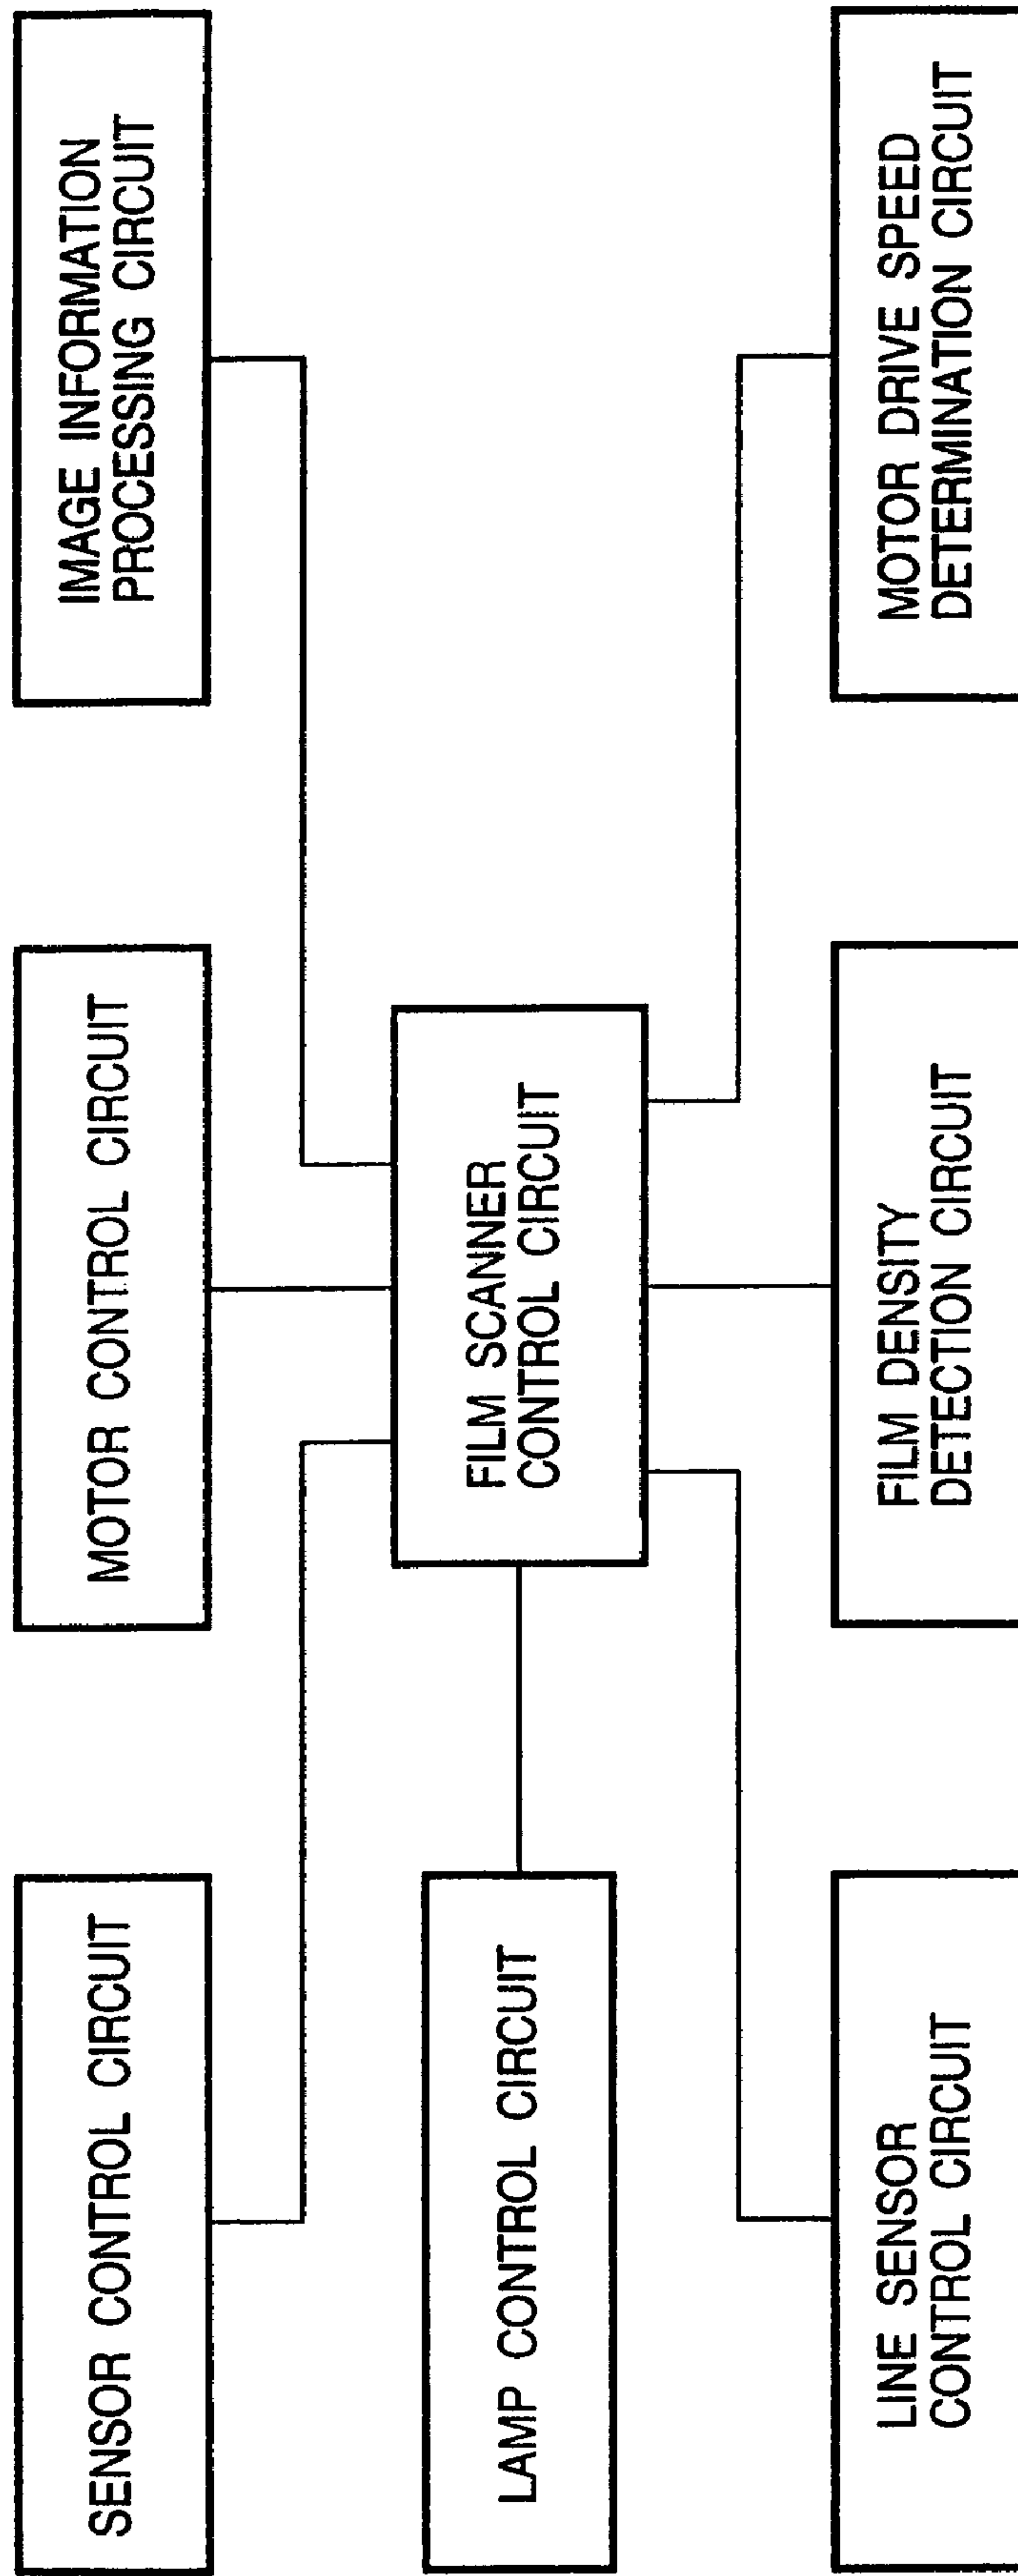 SENSOR CONTROL CIRCUIT
MOTOR CONTROL CIRCUIT
IMAGE INFORMATION
PROCESSING CIRCUIT
LAMP CONTROL CIRCUIT
FILM SCANNER
CONTROL CIRCUIT
LINE SENSOR
CONTROL CIRCUIT
FILM DENSITY
DETECTION CIRCUIT
MOTOR DRIVE SPEED
DETERMINATION CIRCUIT